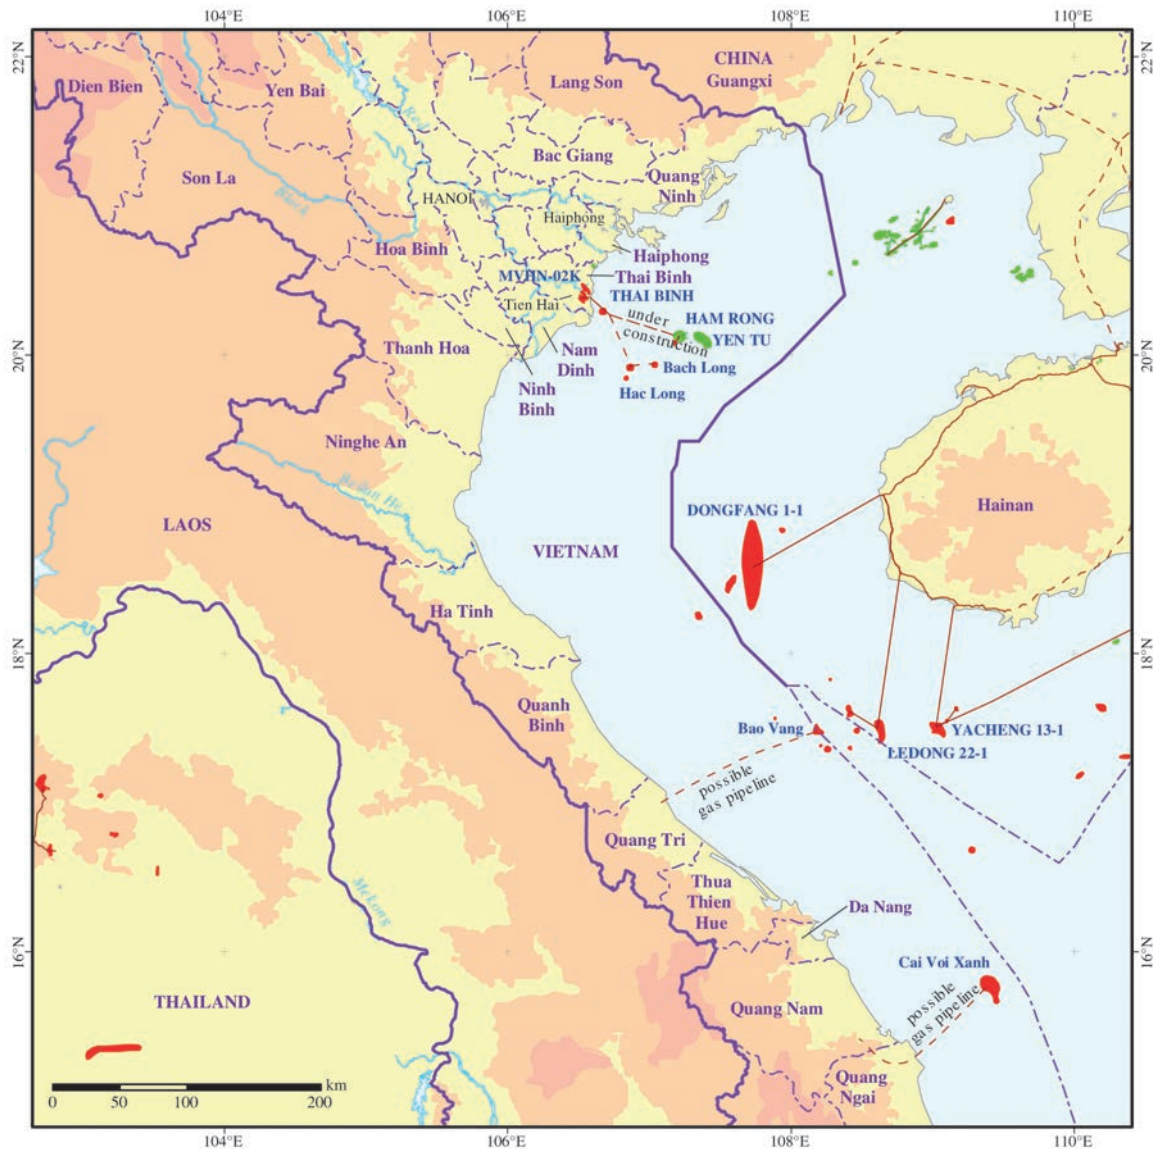 104°E
106°E
108°E
110°E
22°N
22°N
Dien Bien
Yen Bai
Lang Son
CHINA
Guangxi
Red
Bac Giang
Son La
Black
Quang
Ninh
HANOI
Haiphong
Hoa Binh
Haiphong
Thai Binh
THAI BINH
Tien Hai
under
construction
HAM RONG
YEN TU
20°N
20°N
Thanh Hoa
Nam
Dinh
Bach Long
Ninh
Binh
Hac Long
Ninghe An
LAOS
DONGFANG 1-1
Hainan
VIETNAM
Ha Tinh
18°N
18°N
Quanh
Binh
Bao Vang
YACHENG 13-1
LEDONG 22-1
possible
gas pipeline
Quang Tri
Thua
Thien
Hue
Mekong
Da Nang
16°N
16°N
Cai Voi Xanh
THAILAND
Quang Nam
possible
gas pipeline
Quang
Ngai
km
0
50
100
200
104°E
106°E
108°E
110°E